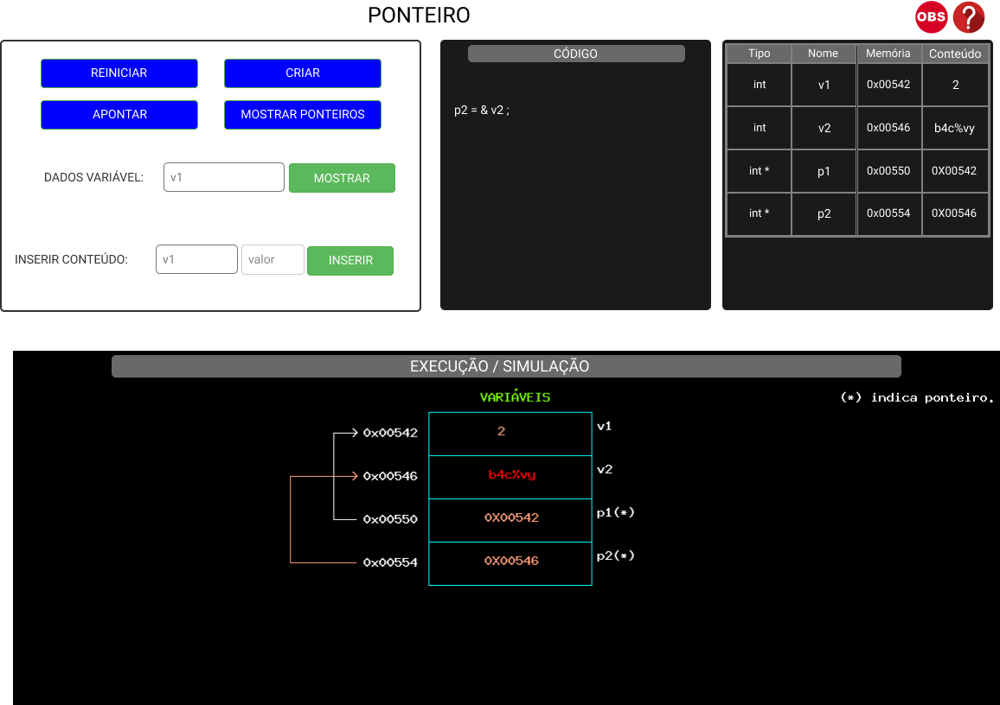 PONTEIRO
OBS ?
REINICIAR CRIAR
APONTAR MOSTRAR PONTEIROS
DADOS VARIÁVEL: v1 MOSTRAR
INSERIR CONTEÚDO: v1 valor INSERIR
CÓDIGO
p2 = & v2 ;
Tipo Nome Memória Conteúdo
int v1 0x00542 2
int v2 0x00546 b4c%vy
int * p1 0x00550 0X00542
int * p2 0x00554 0X00546
EXECUÇÃO / SIMULAÇÃO
VARIÁVEIS
(*) indica ponteiro.
0x00542 2 v1
0x00546 b4c%vy v2
0x00550 0X00542 p1(*)
0x00554 0X00546 p2(*)